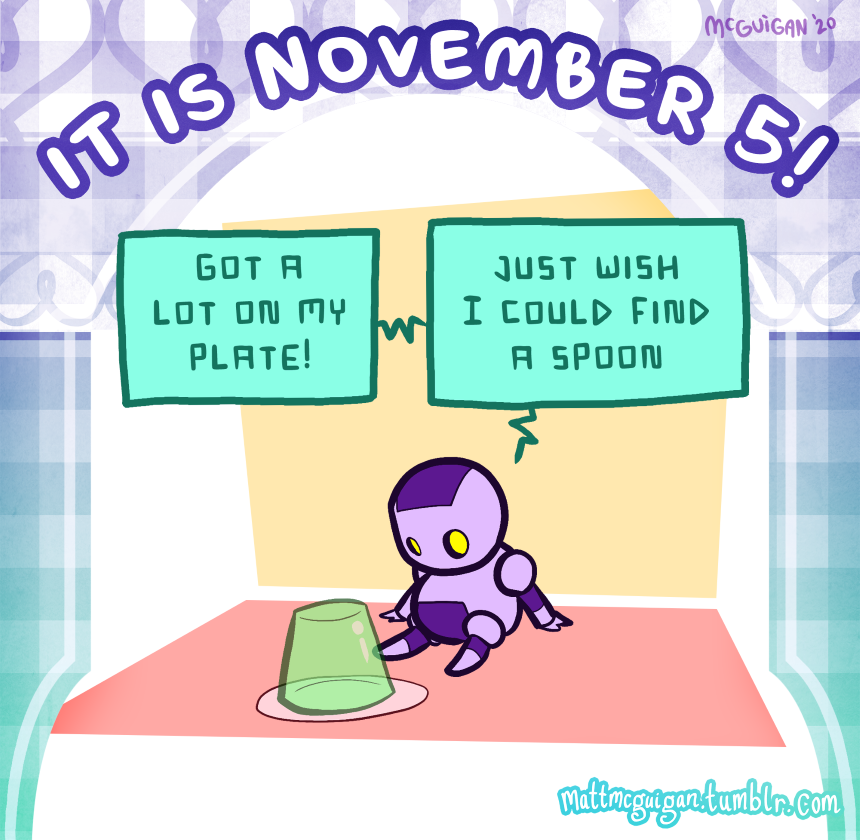 McGUiGAN '20
IT IS NOVEMBER 5!
GOT A
LOT ON MY
PLATE!
JUST WISH
I COULD FIND
A SPOON
mattmcguigan.tumblr.com